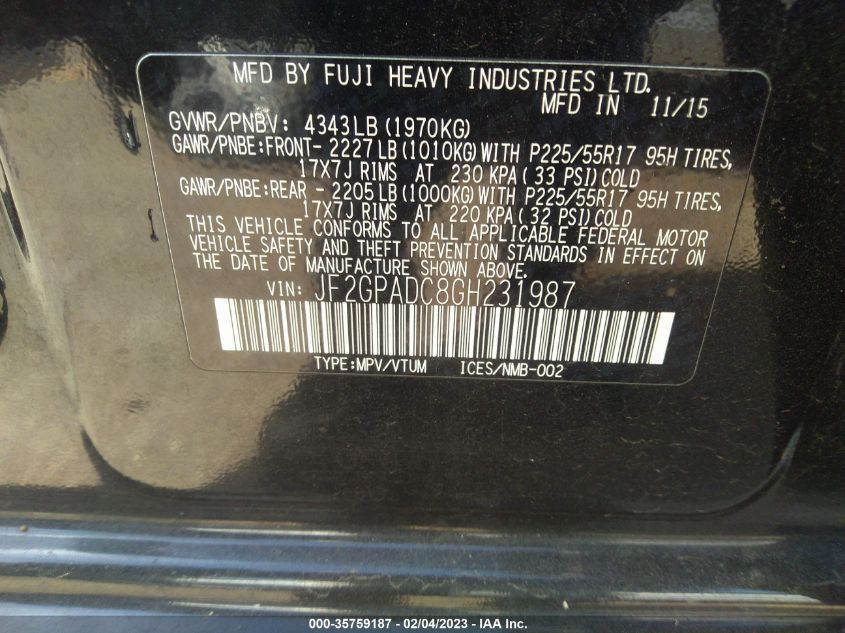 MFD BY FUJI HEAVY INDUSTRIES LTD.
MFD IN 11/15
GVWR/PNBV: 4343LB(1970KG)
GAWR/PNBE:FRONT- 2227LB(1010KG)WITH P225/55R17 95H TIRES,
17X7J RIMS AT 230 KPA(33 PSI)COLD
GAWR/PNBE:REAR - 2205LB(1000KG)WITH P225/55R17 95H TIRES,
17X7J RIMS AT 220 KPA(32 PSI)COLD
THIS VEHICLE CONFORMS TO ALL APPLICABLE FEDERAL MOTOR
VEHICLE SAFETY AND THEFT PREVENTION STANDARDS IN EFFECT ON
THE DATE OF MANUFACTURE SHOWN ABOVE.
VIN: JF2GPADC8GH231987
TYPE:MPV/VTUM ICES/NMB-002
000-35759187 - 02/04/2023 - IAA Inc.